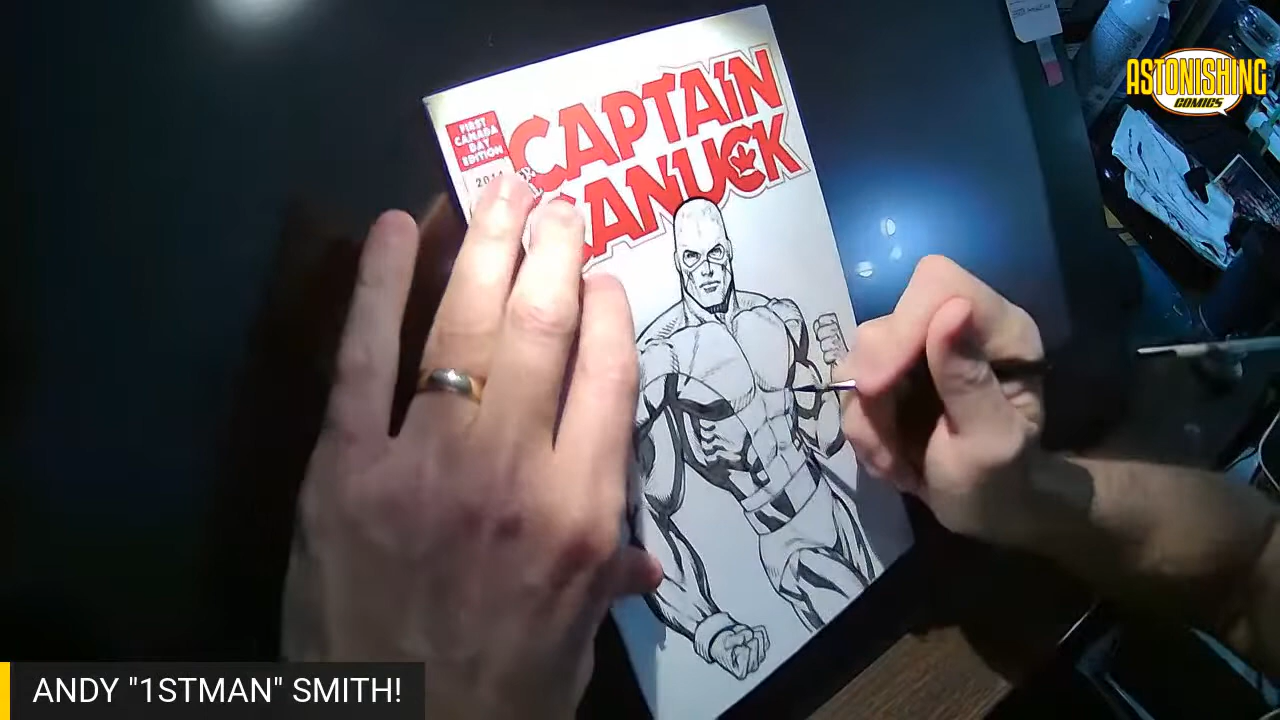 ASTONISHING
COMICS
CAPTAIN
CANUCK
FIRST
CANADA
DAY
EDITION
ANDY "1STMAN" SMITH!